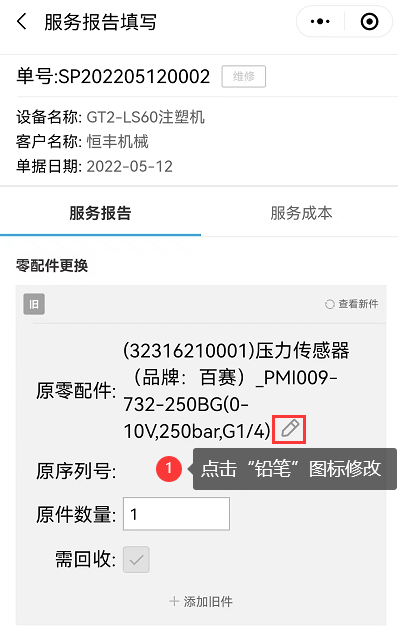 服务报告填写
单号:SP202205120002 维修
设备名称: GT2-LS60注塑机
客户名称: 恒丰机械
单据日期: 2022-05-12
服务报告 服务成本
零配件更换
旧 查看新件
原零配件: (32316210001)压力传感器
（品牌：百赛）_PMI009-
732-250BG(0-
10V,250bar,G1/4)
原序列号: 1 点击“铅笔”图标修改
原件数量: 1
需回收:
+ 添加旧件